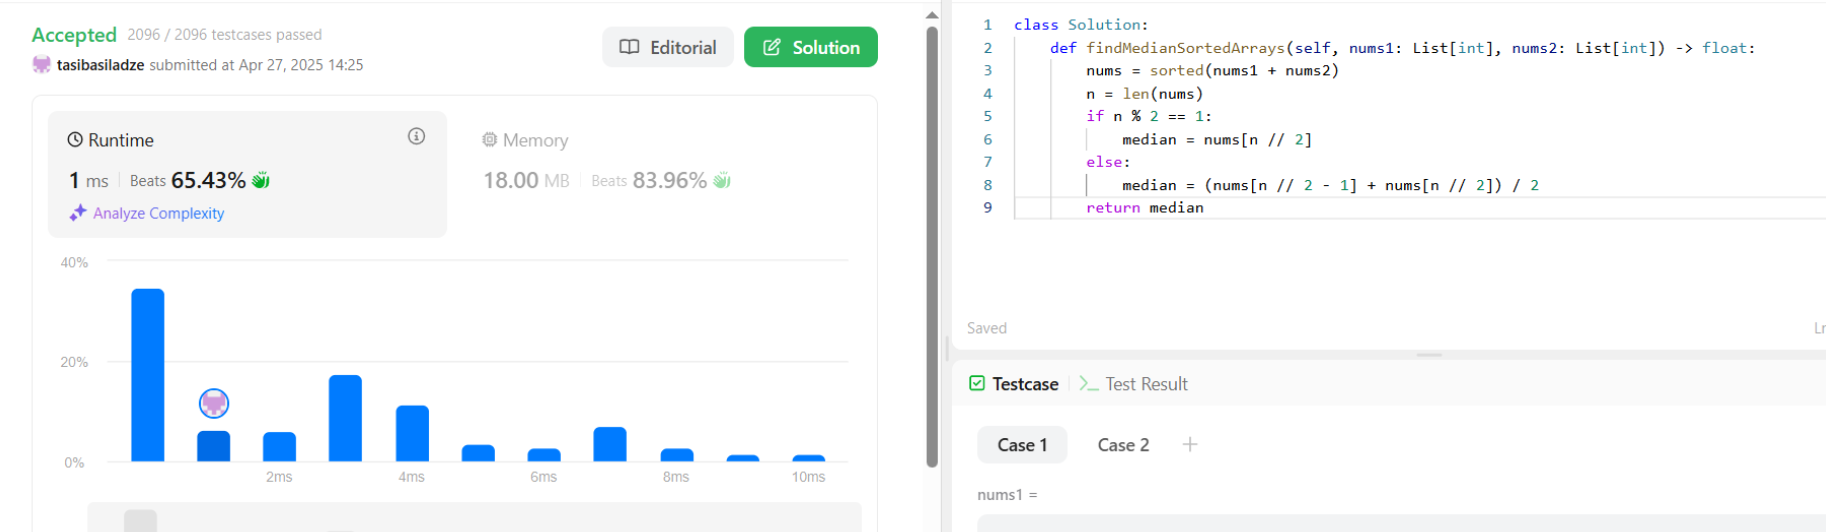 Accepted 2096 / 2096 testcases passed
tasibasiladze submitted at Apr 27, 2025 14:25
Editorial
Solution
Runtime
1 ms | Beats 65.43%
Analyze Complexity
Memory
18.00 MB | Beats 83.96%
40%
20%
0%
2ms 4ms 6ms 8ms 10ms
1 class Solution:
2     def findMedianSortedArrays(self, nums1: List[int], nums2: List[int]) -> float:
3         nums = sorted(nums1 + nums2)
4         n = len(nums)
5         if n % 2 == 1:
6             median = nums[n // 2]
7         else:
8             median = (nums[n // 2 - 1] + nums[n // 2]) / 2
9         return median
Saved
Testcase | >_ Test Result
Case 1 Case 2 +
nums1 =